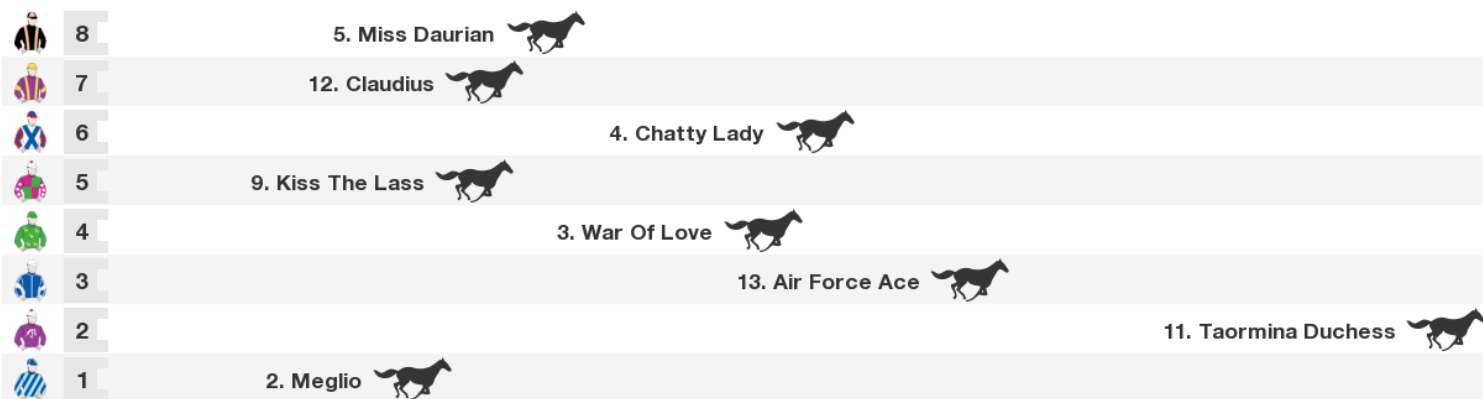 8 5. Miss Daurian
7 12. Claudius
6 4. Chatty Lady
5 9. Kiss The Lass
4 3. War Of Love
3 13. Air Force Ace
2 11. Taormina Duchess
1 2. Meglio